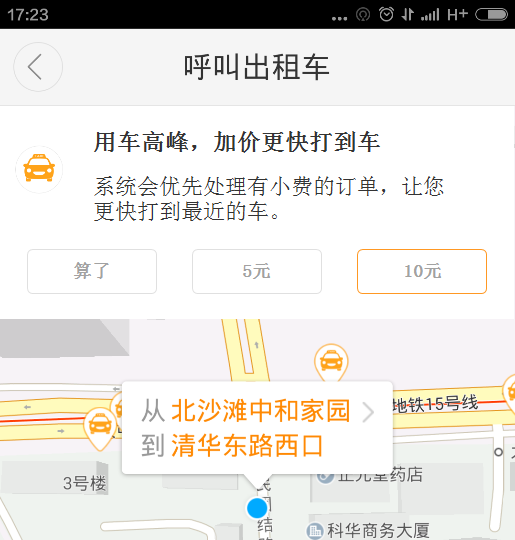 17:23
H+
呼叫出租车
用车高峰，加价更快打到车
系统会优先处理有小费的订单，让您
更快打到最近的车。
算了
5元
10元
从 北沙滩中和家园
到 清华东路西口
地铁15号线
3号楼
正元堂药店
科华商务大厦